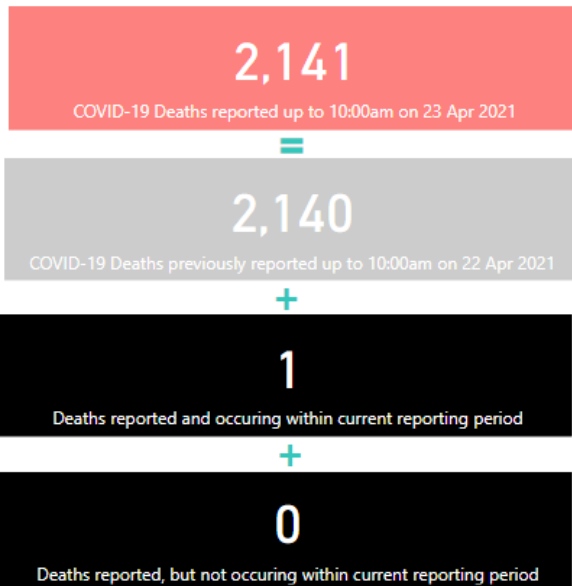 2,141
COVID-19 Deaths reported up to 10:00am on 23 Apr 2021
=
2,140
COVID-19 Deaths previously reported up to 10:00am on 22 Apr 2021
+
1
Deaths reported and occuring within current reporting period
+
0
Deaths reported, but not occuring within current reporting period